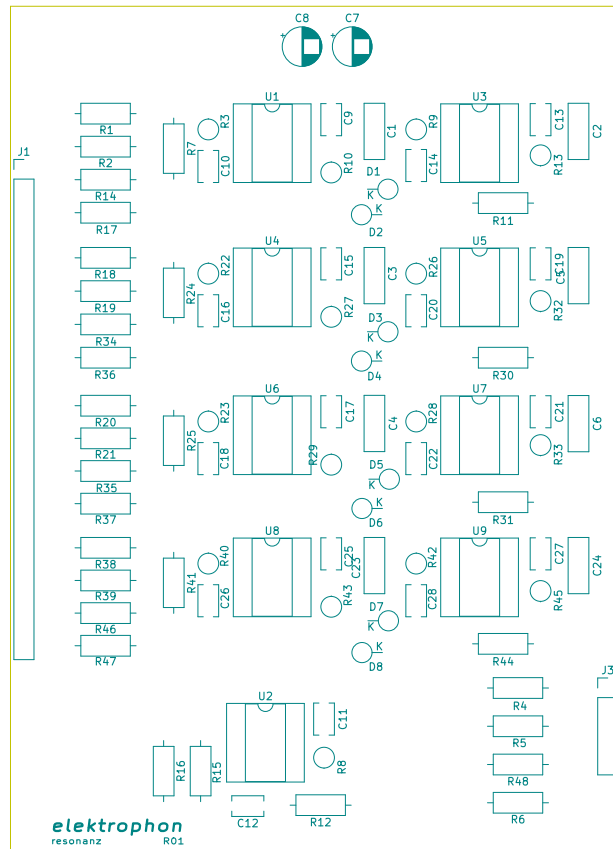 C8 C7
U1 U3
J1
R1
R2
R14
R17
R7
R3
C10
C9
R10
C1
D1
K
K
D2
R9
C14
C13
R13
C2
R11
U4 U5
R18
R19
R34
R36
R24
R22
C16
C15
R27
C3
D3
K
K
D4
R26
C20
C5
C19
R32
R30
U6 U7
R20
R21
R35
R37
R25
R23
C18
C17
R29
C4
D5
K
K
D6
R28
C22
C21
R33
C6
R31
U8 U9
R38
R39
R46
R47
R41
R40
C26
C25
C23
R43
D7
K
K
D8
R42
C28
C27
R45
C24
R44
J3
U2
C11
R8
R16
R15
C12
R12
R4
R5
R48
R6
elektrophon
resonanz R01